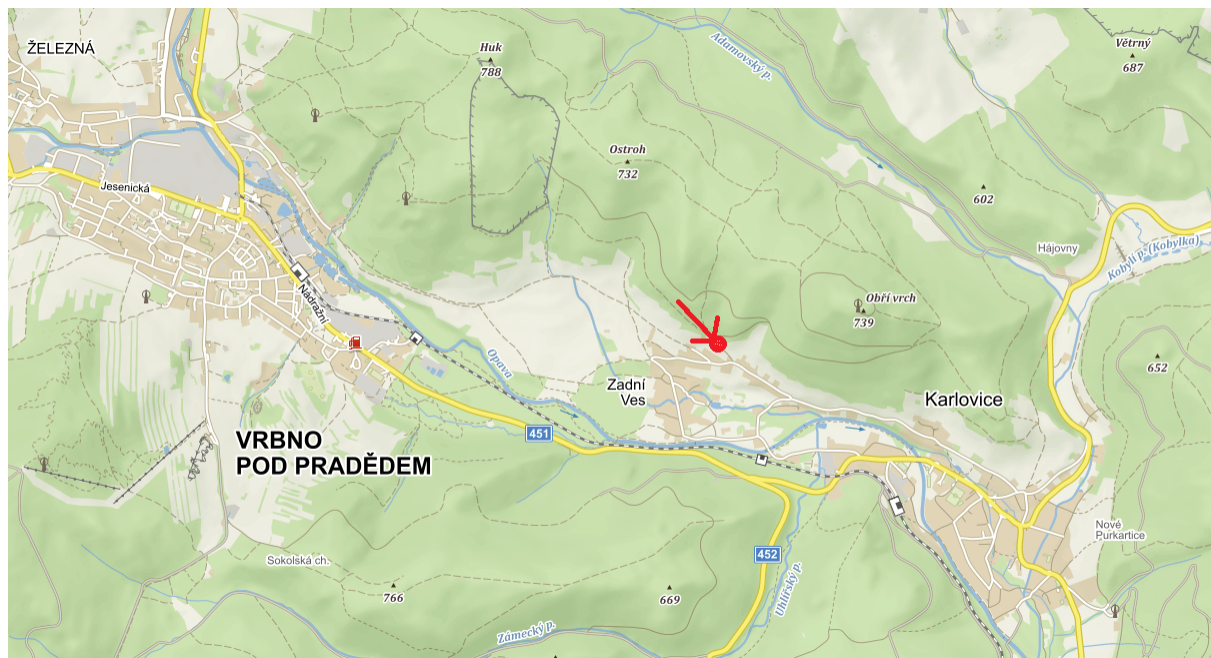 ŽELEZNÁ
Huk
788
Adamovský p.
Větrný
687
Ostroh
732
602
Jesenická
Hájovny
Kobylí p. (Kobylka)
Nádražní
Obří vrch
739
Opava
652
Zadní
Ves
Karlovice
451
VRBNO
POD PRADĚDEM
Nové
Purkartice
452
Sokolská ch.
766
669
Uhlířský p.
Zámecký p.